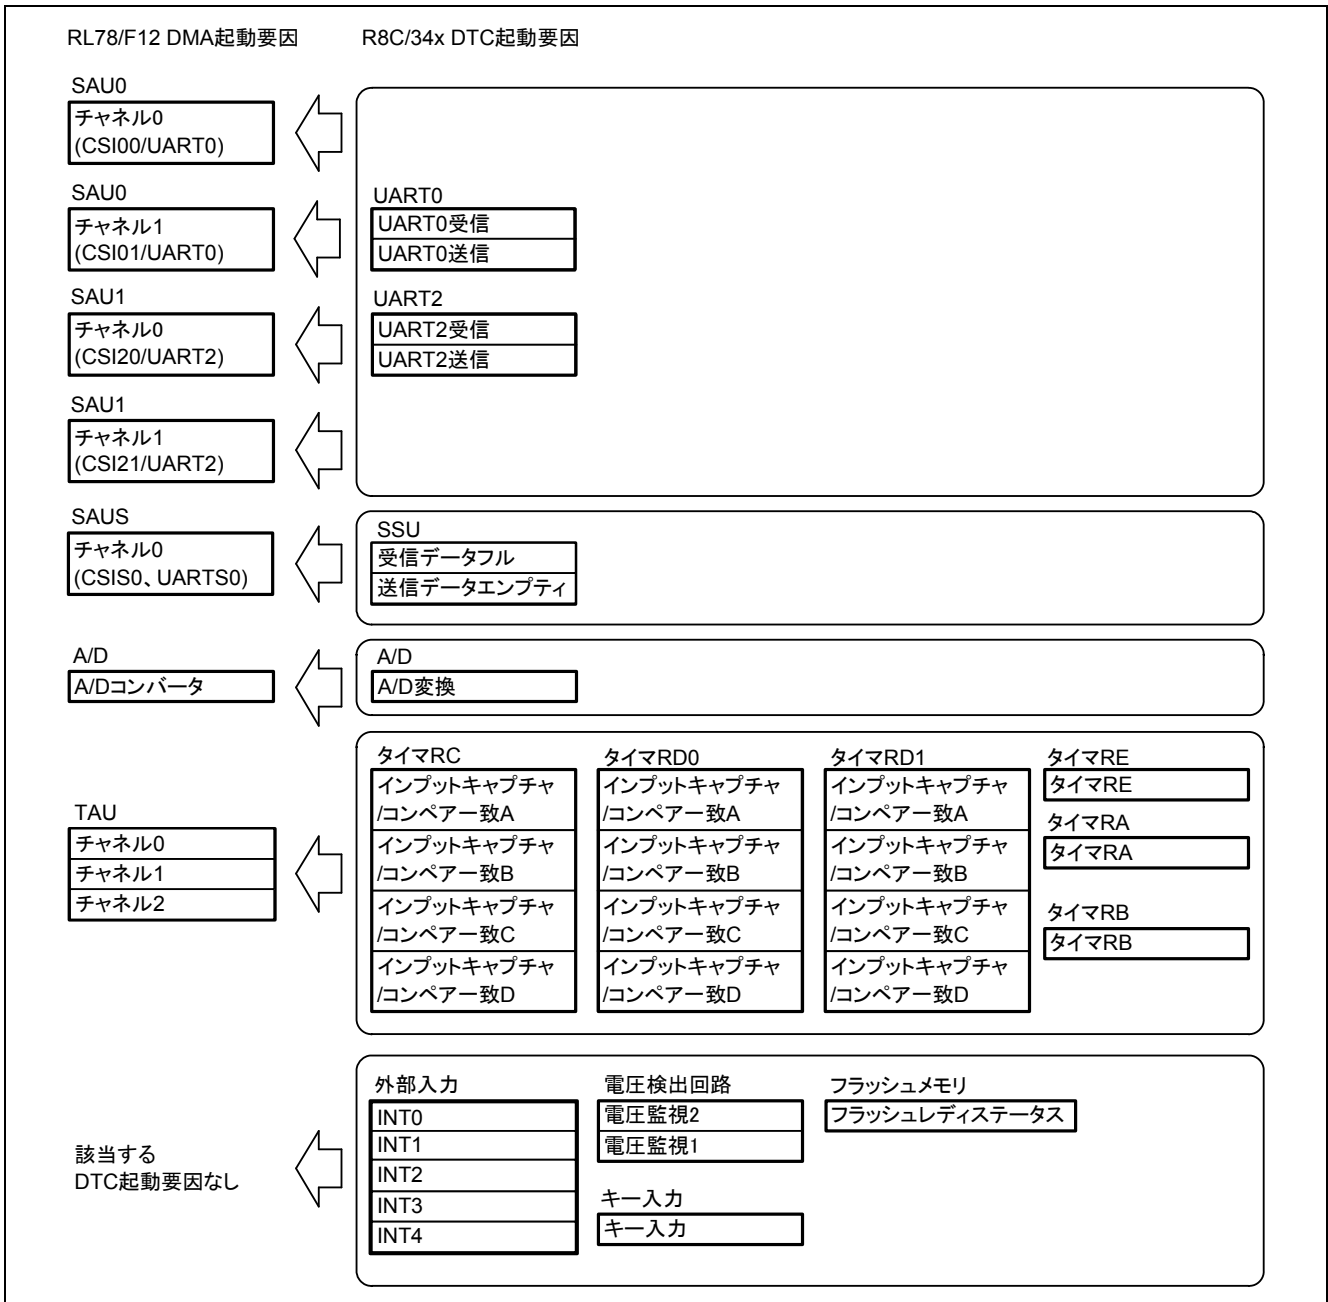 RL78/F12 DMA起動要因
R8C/34x DTC起動要因
SAU0
チャネル0
(CSI00/UART0)
SAU0
チャネル1
(CSI01/UART0)
SAU1
チャネル0
(CSI20/UART2)
SAU1
チャネル1
(CSI21/UART2)
UART0
UART0受信
UART0送信
UART2
UART2受信
UART2送信
SAUS
チャネル0
(CSIS0、UARTS0)
SSU
受信データフル
送信データエンプティ
A/D
A/Dコンバータ
A/D
A/D変換
TAU
チャネル0
チャネル1
チャネル2
タイマRC
インプットキャプチャ
/コンペアー致A
インプットキャプチャ
/コンペアー致B
インプットキャプチャ
/コンペアー致C
インプットキャプチャ
/コンペアー致D
タイマRD0
インプットキャプチャ
/コンペアー致A
インプットキャプチャ
/コンペアー致B
インプットキャプチャ
/コンペアー致C
インプットキャプチャ
/コンペアー致D
タイマRD1
インプットキャプチャ
/コンペアー致A
インプットキャプチャ
/コンペアー致B
インプットキャプチャ
/コンペアー致C
インプットキャプチャ
/コンペアー致D
タイマRE
タイマRE
タイマRA
タイマRA
タイマRB
タイマRB
該当する
DTC起動要因なし
外部入力
INT0
INT1
INT2
INT3
INT4
電圧検出回路
電圧監視2
電圧監視1
キー入力
キー入力
フラッシュメモリ
フラッシュレディステータス